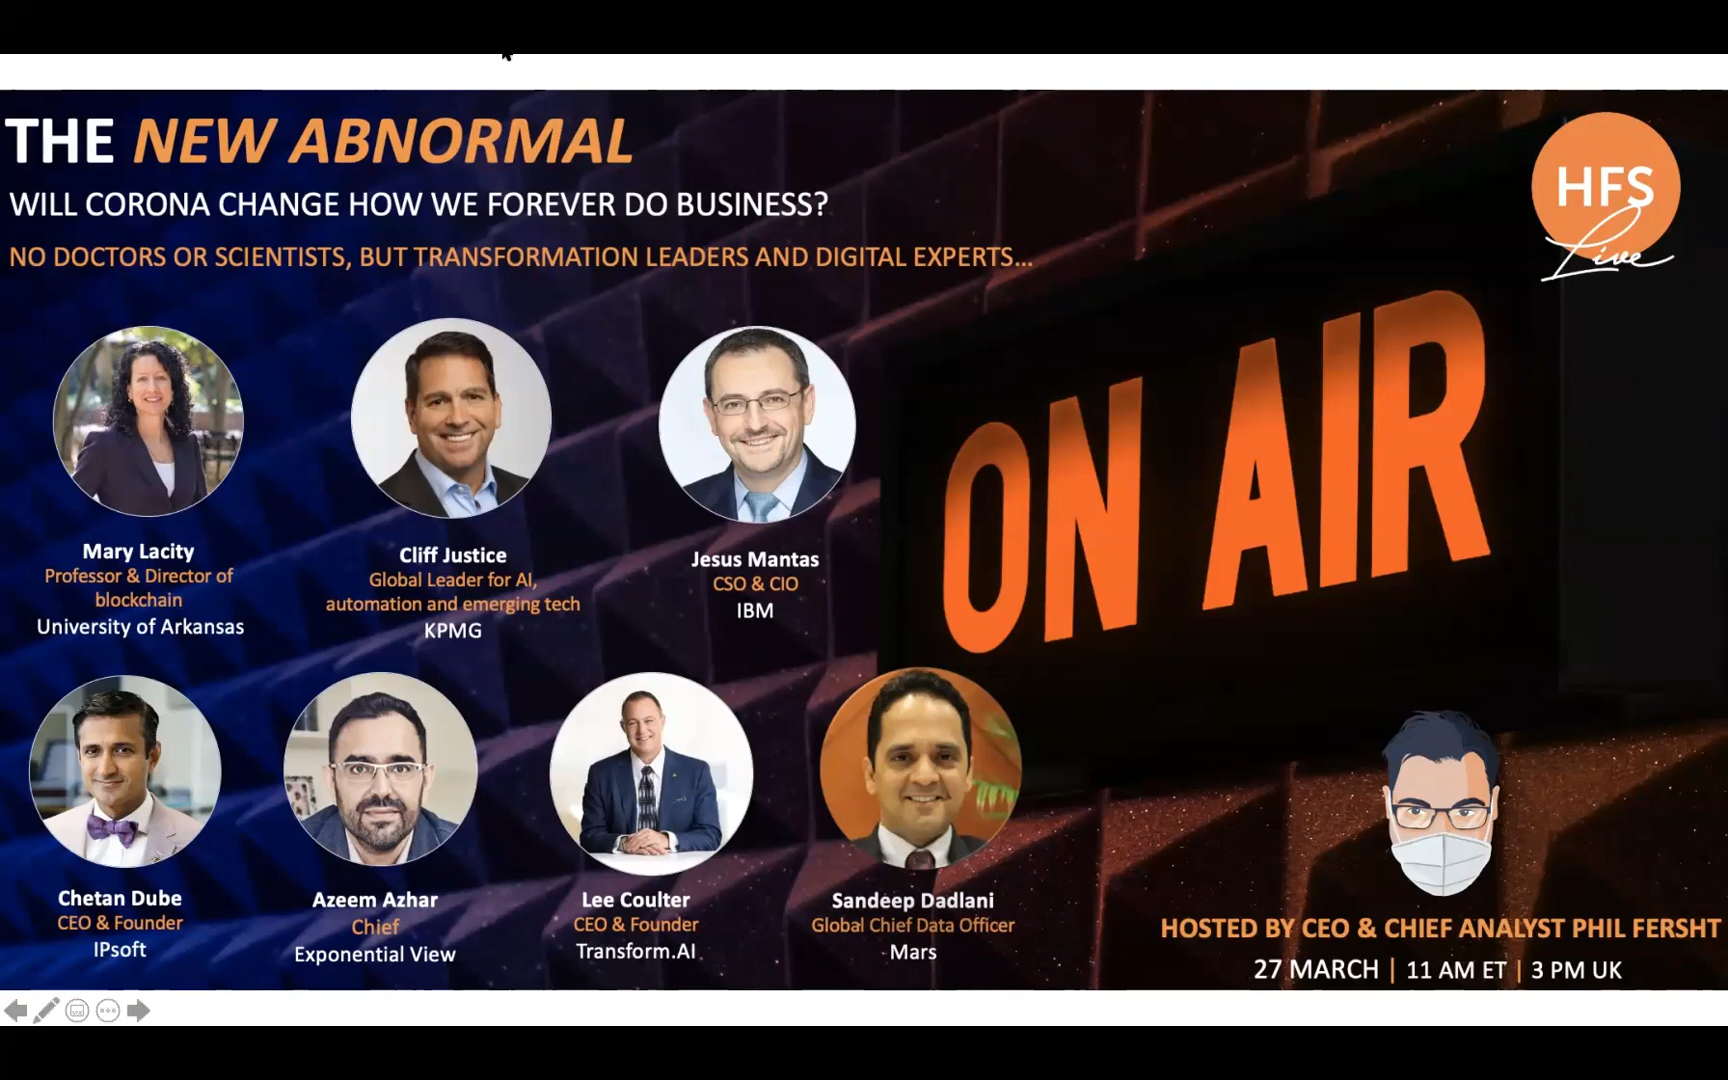 THE NEW ABNORMAL
WILL CORONA CHANGE HOW WE FOREVER DO BUSINESS?
NO DOCTORS OR SCIENTISTS, BUT TRANSFORMATION LEADERS AND DIGITAL EXPERTS...
HFS
Live
ON AIR
Mary Lacity
Professor & Director of
blockchain
University of Arkansas
Cliff Justice
Global Leader for AI,
automation and emerging tech
KPMG
Jesus Mantas
CSO & CIO
IBM
Chetan Dube
CEO & Founder
IPsoft
Azeem Azhar
Chief
Exponential View
Lee Coulter
CEO & Founder
Transform.AI
Sandeep Dadlani
Global Chief Data Officer
Mars
HOSTED BY CEO & CHIEF ANALYST PHIL FERSHT
27 MARCH | 11 AM ET | 3 PM UK